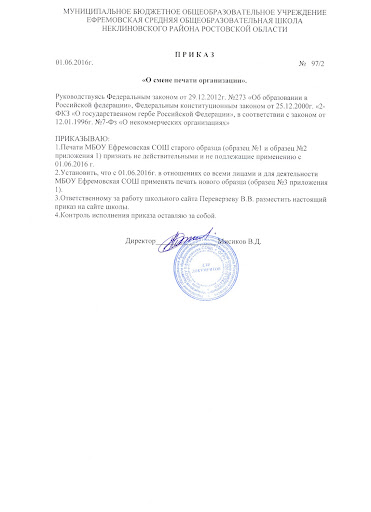 МУНИЦИПАЛЬНОЕ БЮДЖЕТНОЕ ОБЩЕОБРАЗОВАТЕЛЬНОЕ УЧРЕЖДЕНИЕ
ЕФРЕМОВСКАЯ СРЕДНЯЯ ОБЩЕОБРАЗОВАТЕЛЬНАЯ ШКОЛА
НЕКЛИНОВСКОГО РАЙОНА РОСТОВСКОЙ ОБЛАСТИ
П Р И К А З
01.06.2016г. № 97/2
«О смене печати организации».
Руководствуясь Федеральным законом от 29.12.2012г. №273 «Об образовании в
Российской федерации», Федеральным конституционным законом от 25.12.2000г. «2-
ФКЗ «О государственном гербе Российской Федерации», в соответствии с законом от
12.01.1996г. №7-Фз «О некоммерческих организациях»
ПРИКАЗЫВАЮ:
1.Печати МБОУ Ефремовская СОШ старого образца (образец №1 и образец №2
приложения 1) признать не действительными и не подлежащие применению с
01.06.2016 г.
2.Установить, что с 01.06.2016г. в отношениях со всеми лицами и для деятельности
МБОУ Ефремовская СОШ применять печать нового образца (образец №3 приложения
1).
3.Ответственному за работу школьного сайта Переверзеву В.В. разместить настоящий
приказ на сайте школы.
4.Контроль исполнения приказа оставляю за собой.
Директор Мясиков В.Д.
ДЛЯ
ДОКУМЕНТОВ